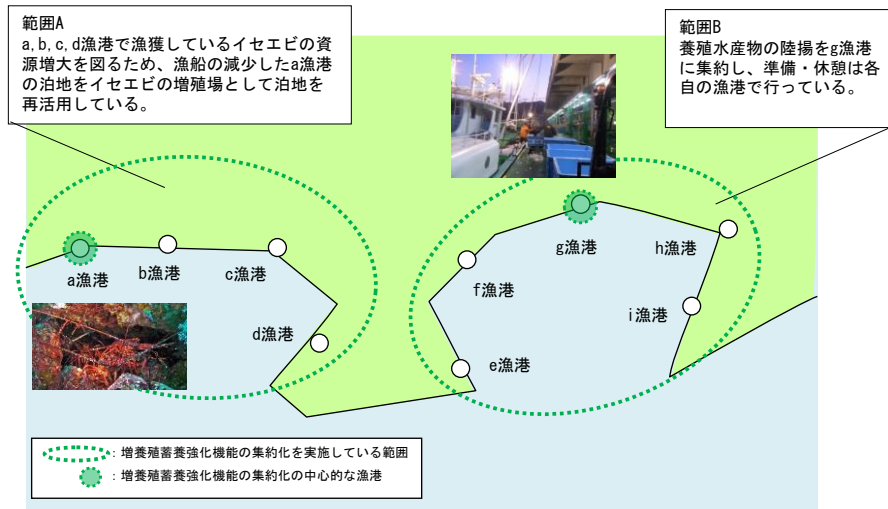 範囲A
a,b,c,d漁港で漁獲しているイセエビの資
源増大を図るため、漁船の減少したa漁港
の泊地をイセエビの増殖場として泊地を
再活用している。
範囲B
養殖水産物の陸揚をg漁港
に集約し、準備・休憩は各
自の漁港で行っている。
a漁港
b漁港
c漁港
d漁港
e漁港
f漁港
g漁港
h漁港
i漁港
：増養殖蓄養強化機能の集約化を実施している範囲
：増養殖蓄養強化機能の集約化の中心的な漁港